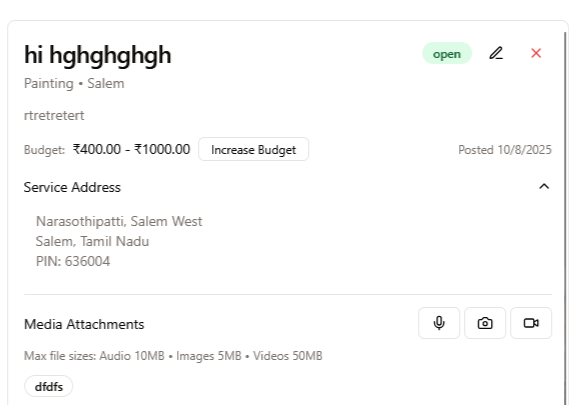 hi hghghghgh
open
Painting • Salem
rtretretert
Budget: ₹400.00 - ₹1000.00 Increase Budget Posted 10/8/2025
Service Address
Narasothipatti, Salem West
Salem, Tamil Nadu
PIN: 636004
Media Attachments
Max file sizes: Audio 10MB • Images 5MB • Videos 50MB
dfdfs